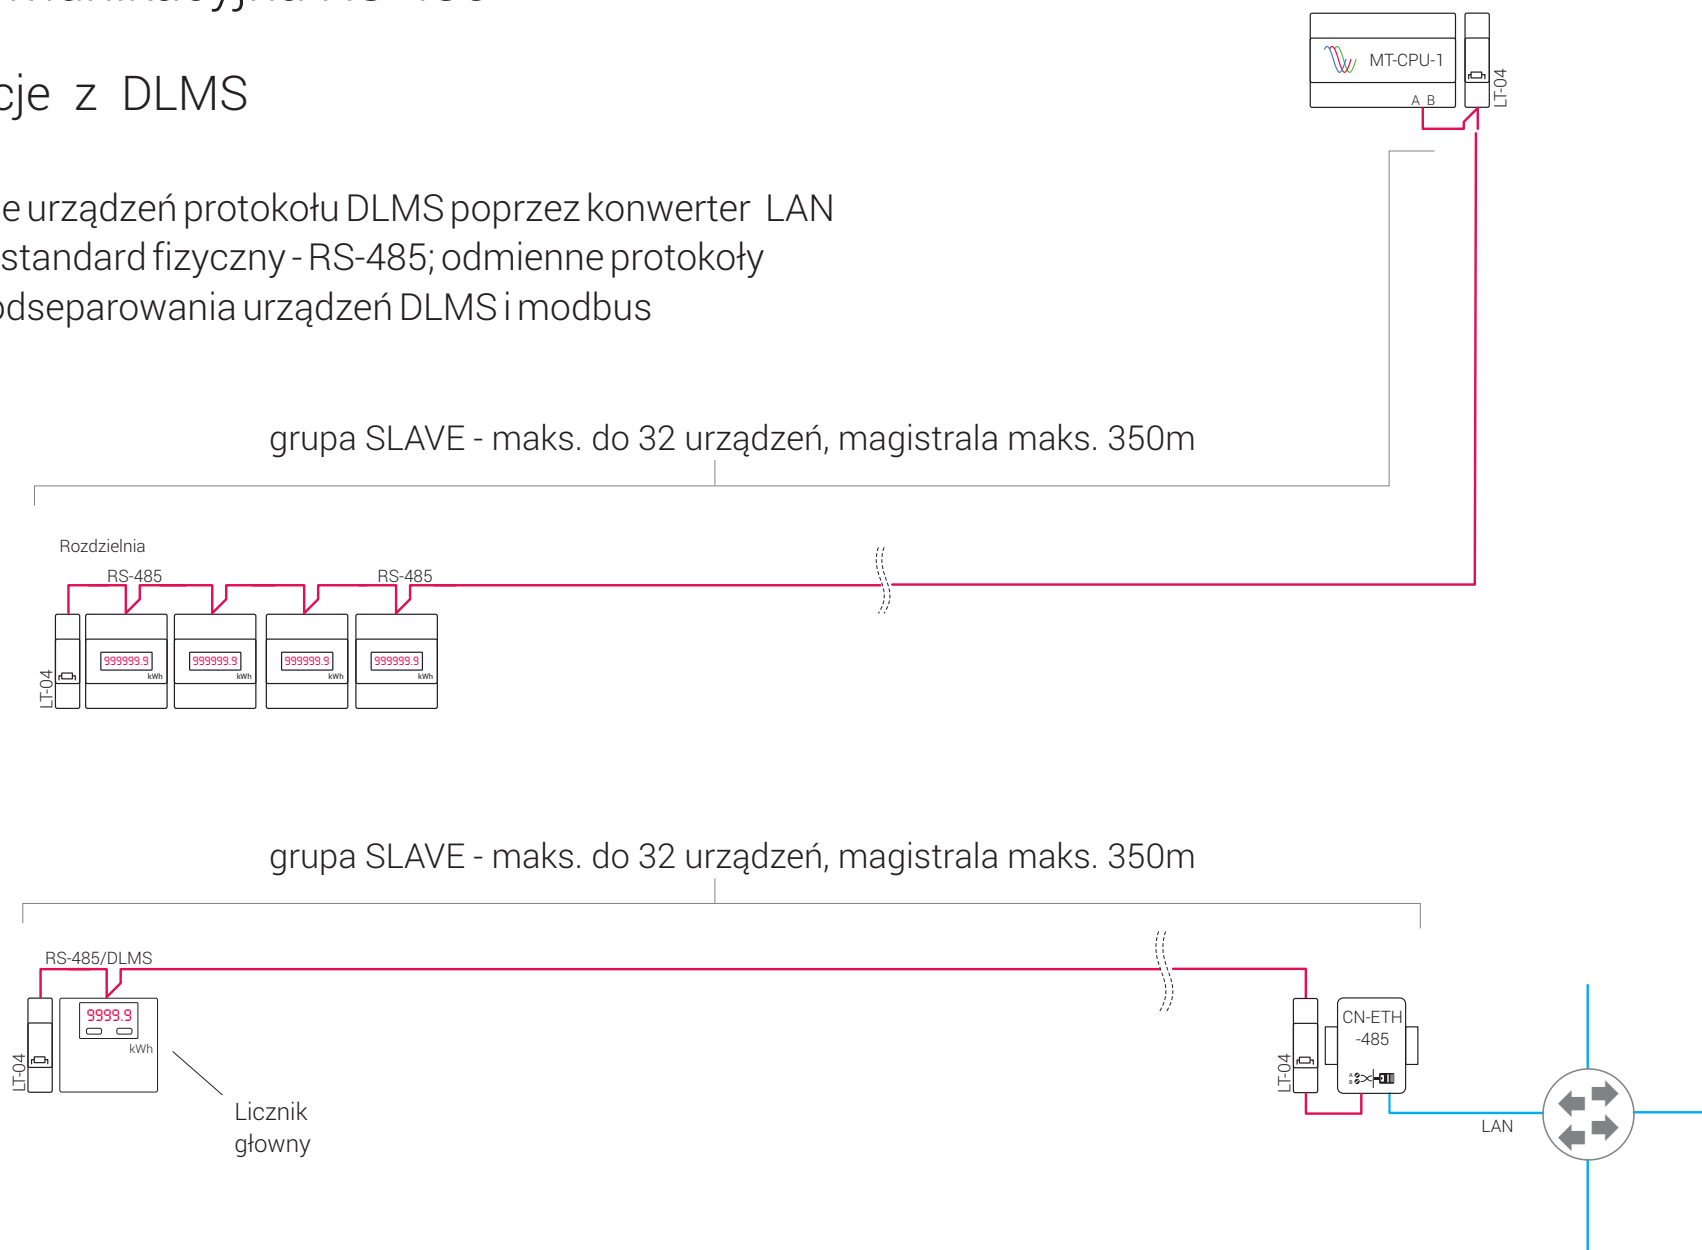 cje z DLMS
e urządzeń protokołu DLMS poprzez konwerter LAN
standard fizyczny - RS-485; odmienne protokoły
odseparowania urządzeń DLMS i modbus
MT-CPU-1
A B
LT-04
grupa SLAVE - maks. do 32 urządzeń, magistrala maks. 350m
Rozdzielnia
RS-485
RS-485
LT-04
999999.9
kWh
999999.9
kWh
999999.9
kWh
999999.9
kWh
grupa SLAVE - maks. do 32 urządzeń, magistrala maks. 350m
RS-485/DLMS
LT-04
9999.9
kWh
Licznik
głowny
LT-04
CN-ETH
-485
A
B
LAN